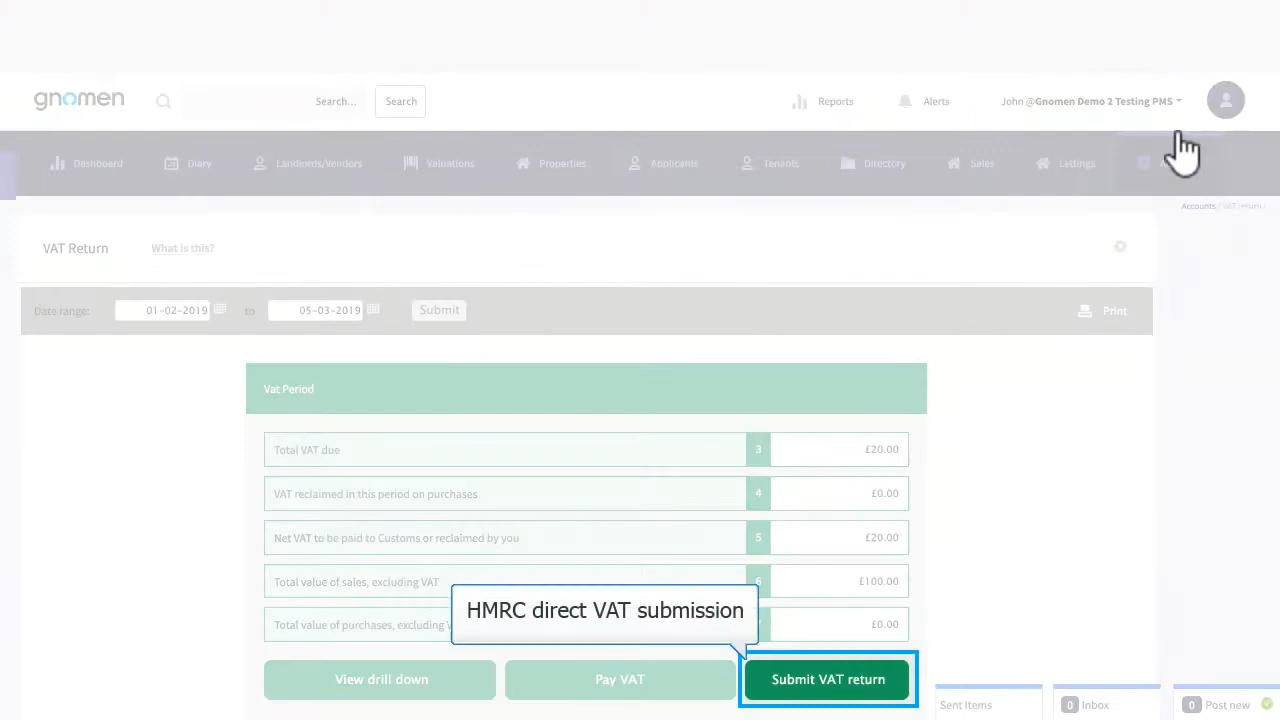 gnomen
Search...
Search
Reports
Alerts
John @Gnomen Demo 2 Testing PMS
Dashboard
Diary
Landlords/Vendors
Valuations
Properties
Applicants
Tenants
Directory
Sales
Lettings
Accounts / VAT return /
VAT Return
What is this?
Date range:
01-02-2019
to
05-03-2019
Submit
Print
Vat Period
Total VAT due 3 £20.00
VAT reclaimed in this period on purchases 4 £0.00
Net VAT to be paid to Customs or reclaimed by you 5 £20.00
Total value of sales, excluding VAT 6 £100.00
Total value of purchases, excluding £0.00
HMRC direct VAT submission
View drill down
Pay VAT
Submit VAT return
Sent Items
0 Inbox
0 Post new